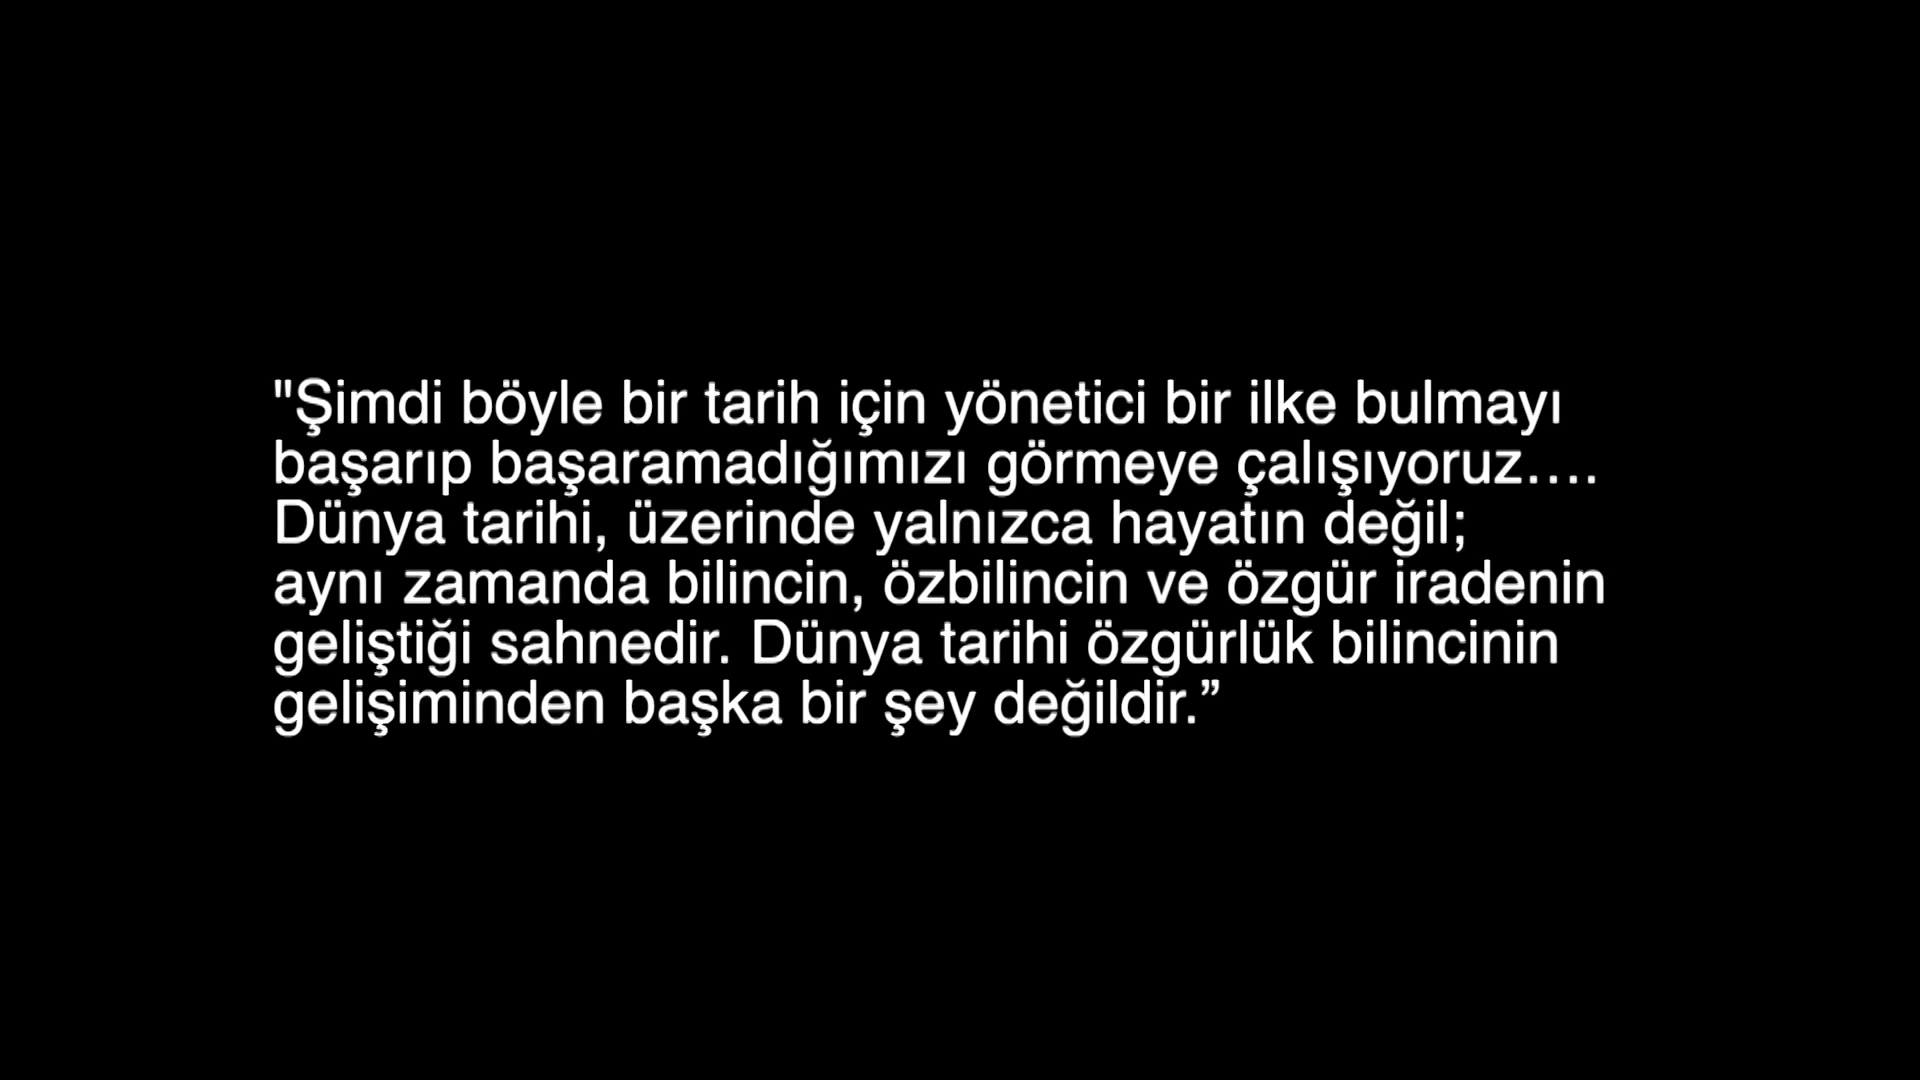 "Şimdi böyle bir tarih için yönetici bir ilke bulmayı
başarıp başaramadığımızı görmeye çalışıyoruz….
Dünya tarihi, üzerinde yalnızca hayatın değil;
aynı zamanda bilincin, özbilincin ve özgür iradenin
geliştiği sahnedir. Dünya tarihi özgürlük bilincinin
gelişiminden başka bir şey değildir.”